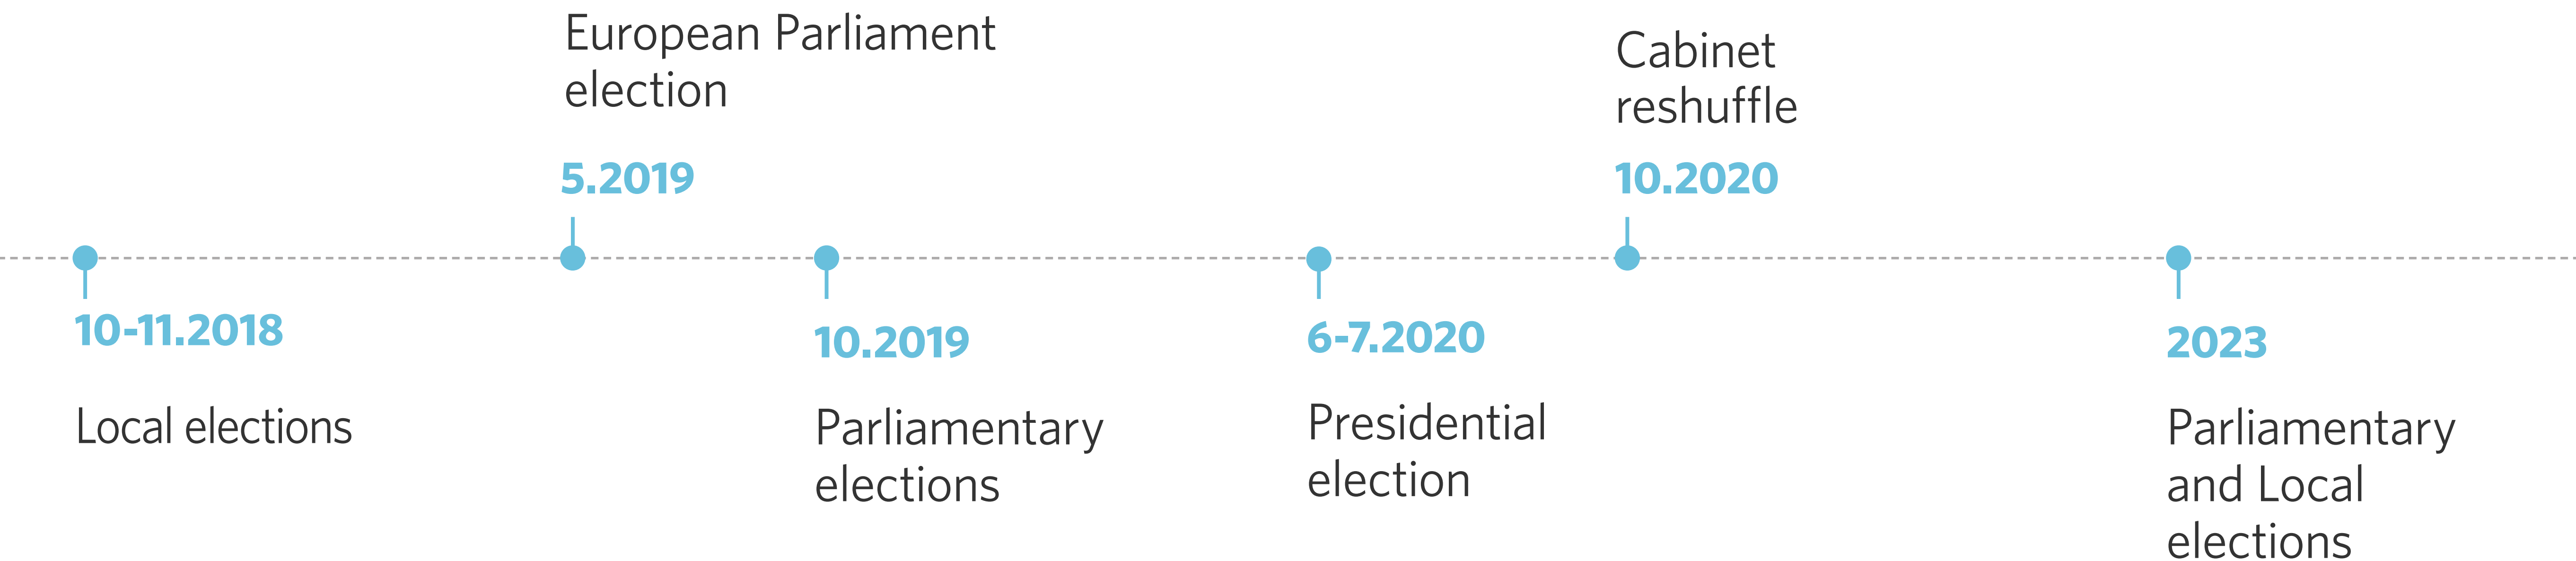 10-11.2018
Local elections
European Parliament
election
5.2019
10.2019
Parliamentary
elections
6-7.2020
Presidential
election
Cabinet
reshuffle
10.2020
2023
Parliamentary
and Local
elections